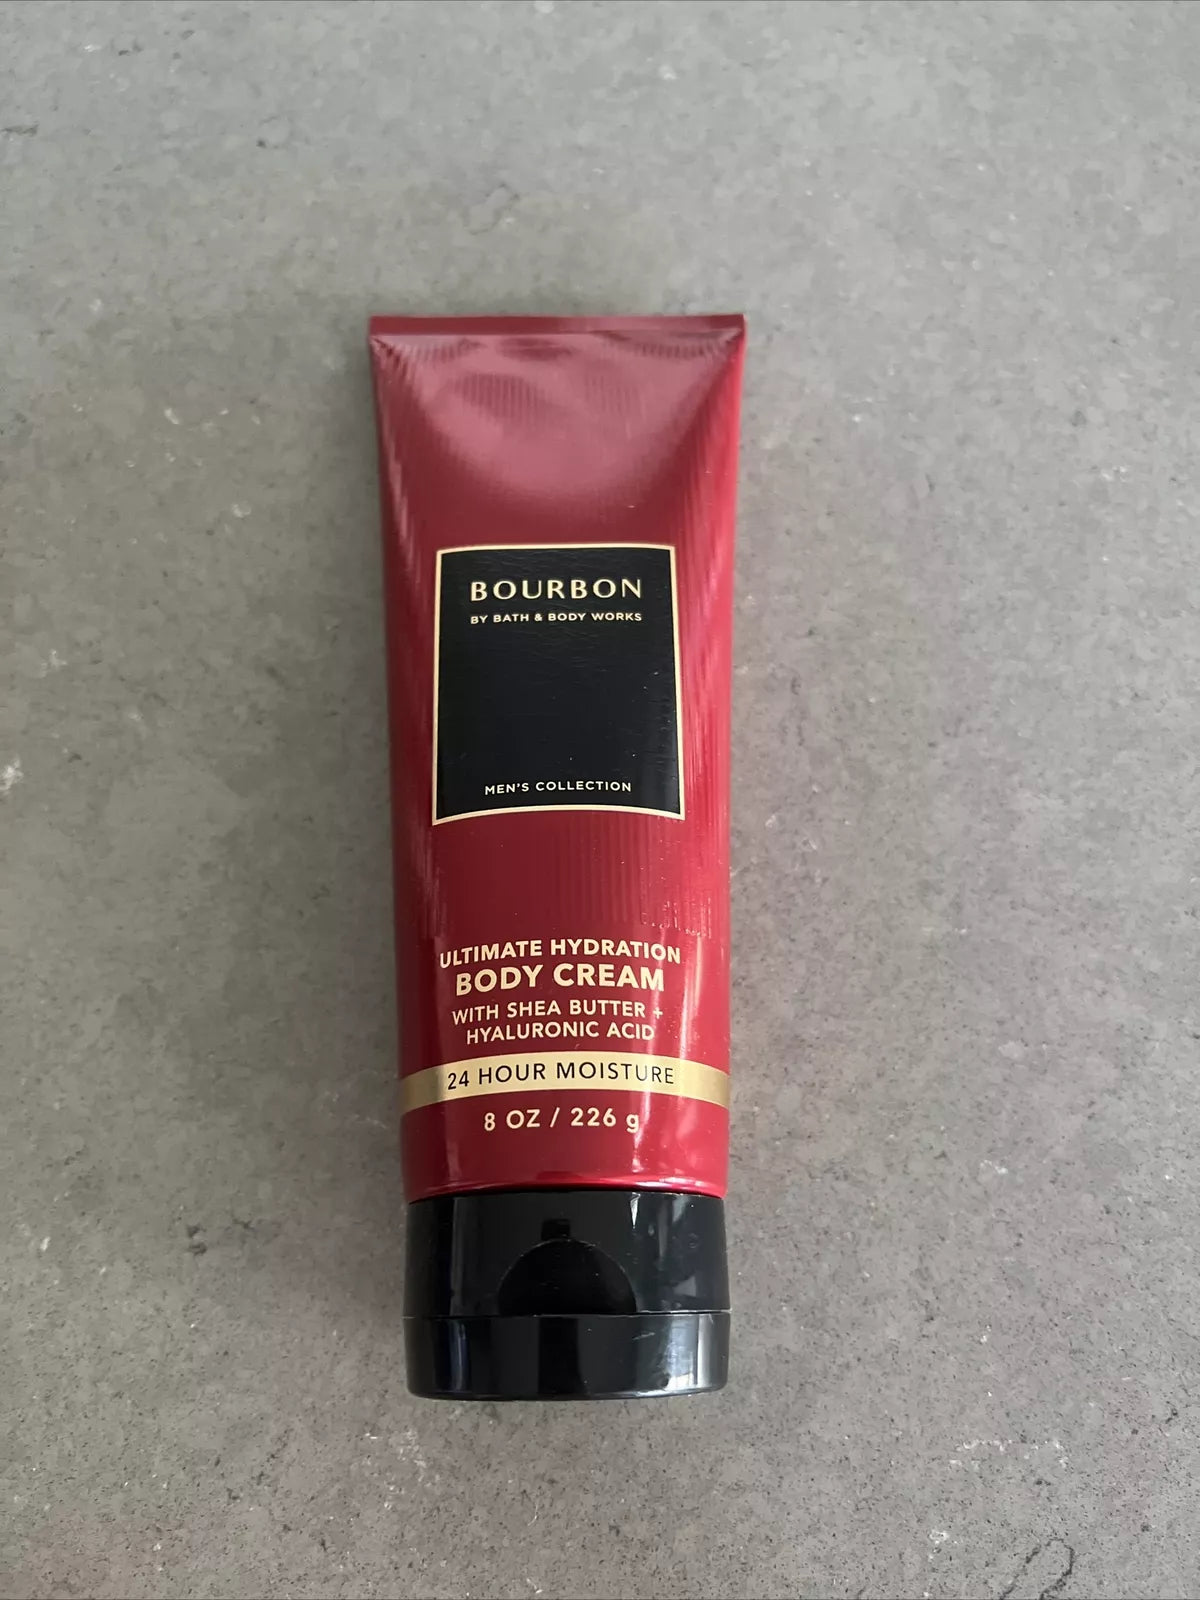 BOURBON
BY BATH & BODY WORKS
MEN'S COLLECTION
ULTIMATE HYDRATION
BODY CREAM
WITH SHEA BUTTER +
HYALURONIC ACID
24 HOUR MOISTURE
8 OZ / 226 g